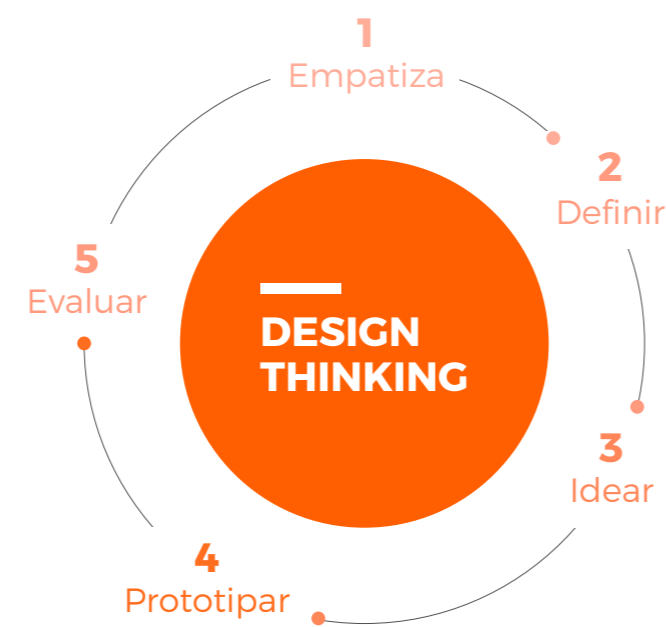 1
Empatiza
2
Definir
3
Idear
4
Prototipar
5
Evaluar
DESIGN
THINKING